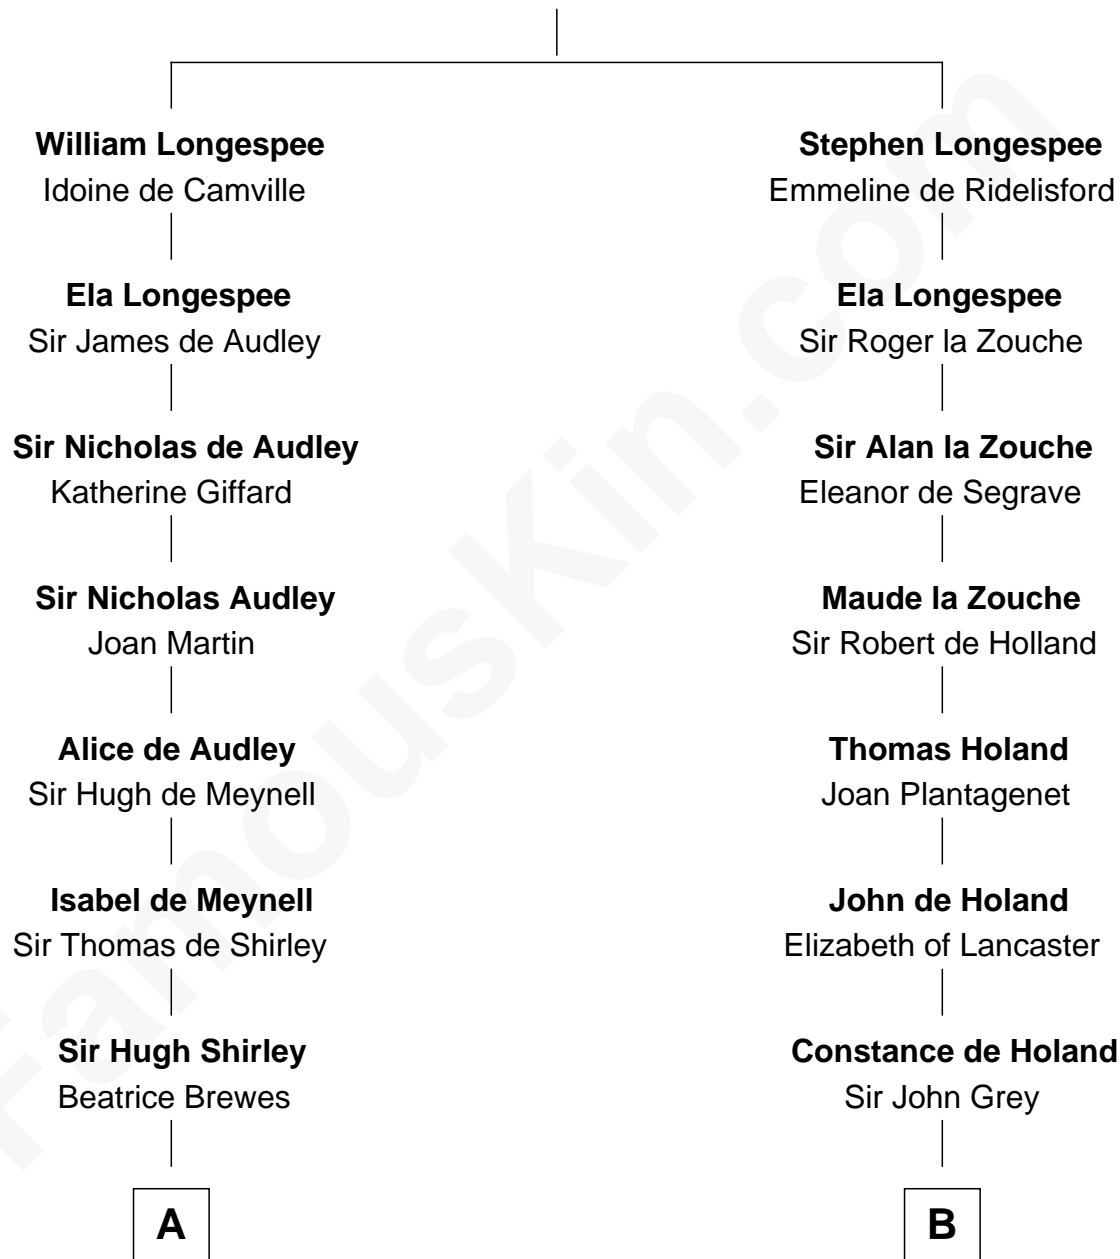 William Longespee
Idoine de Camville
Ela Longespee
Sir James de Audley
Sir Nicholas de Audley
Katherine Giffard
Sir Nicholas Audley
Joan Martin
Alice de Audley
Sir Hugh de Meynell
Isabel de Meynell
Sir Thomas de Shirley
Sir Hugh Shirley
Beatrice Brewes
A
Stephen Longespee
Emmeline de Ridelisford
Ela Longespee
Sir Roger la Zouche
Sir Alan la Zouche
Eleanor de Segrave
Maude la Zouche
Sir Robert de Holland
Thomas Holand
Joan Plantagenet
John de Holand
Elizabeth of Lancaster
Constance de Holand
Sir John Grey
B
FamousKin.com